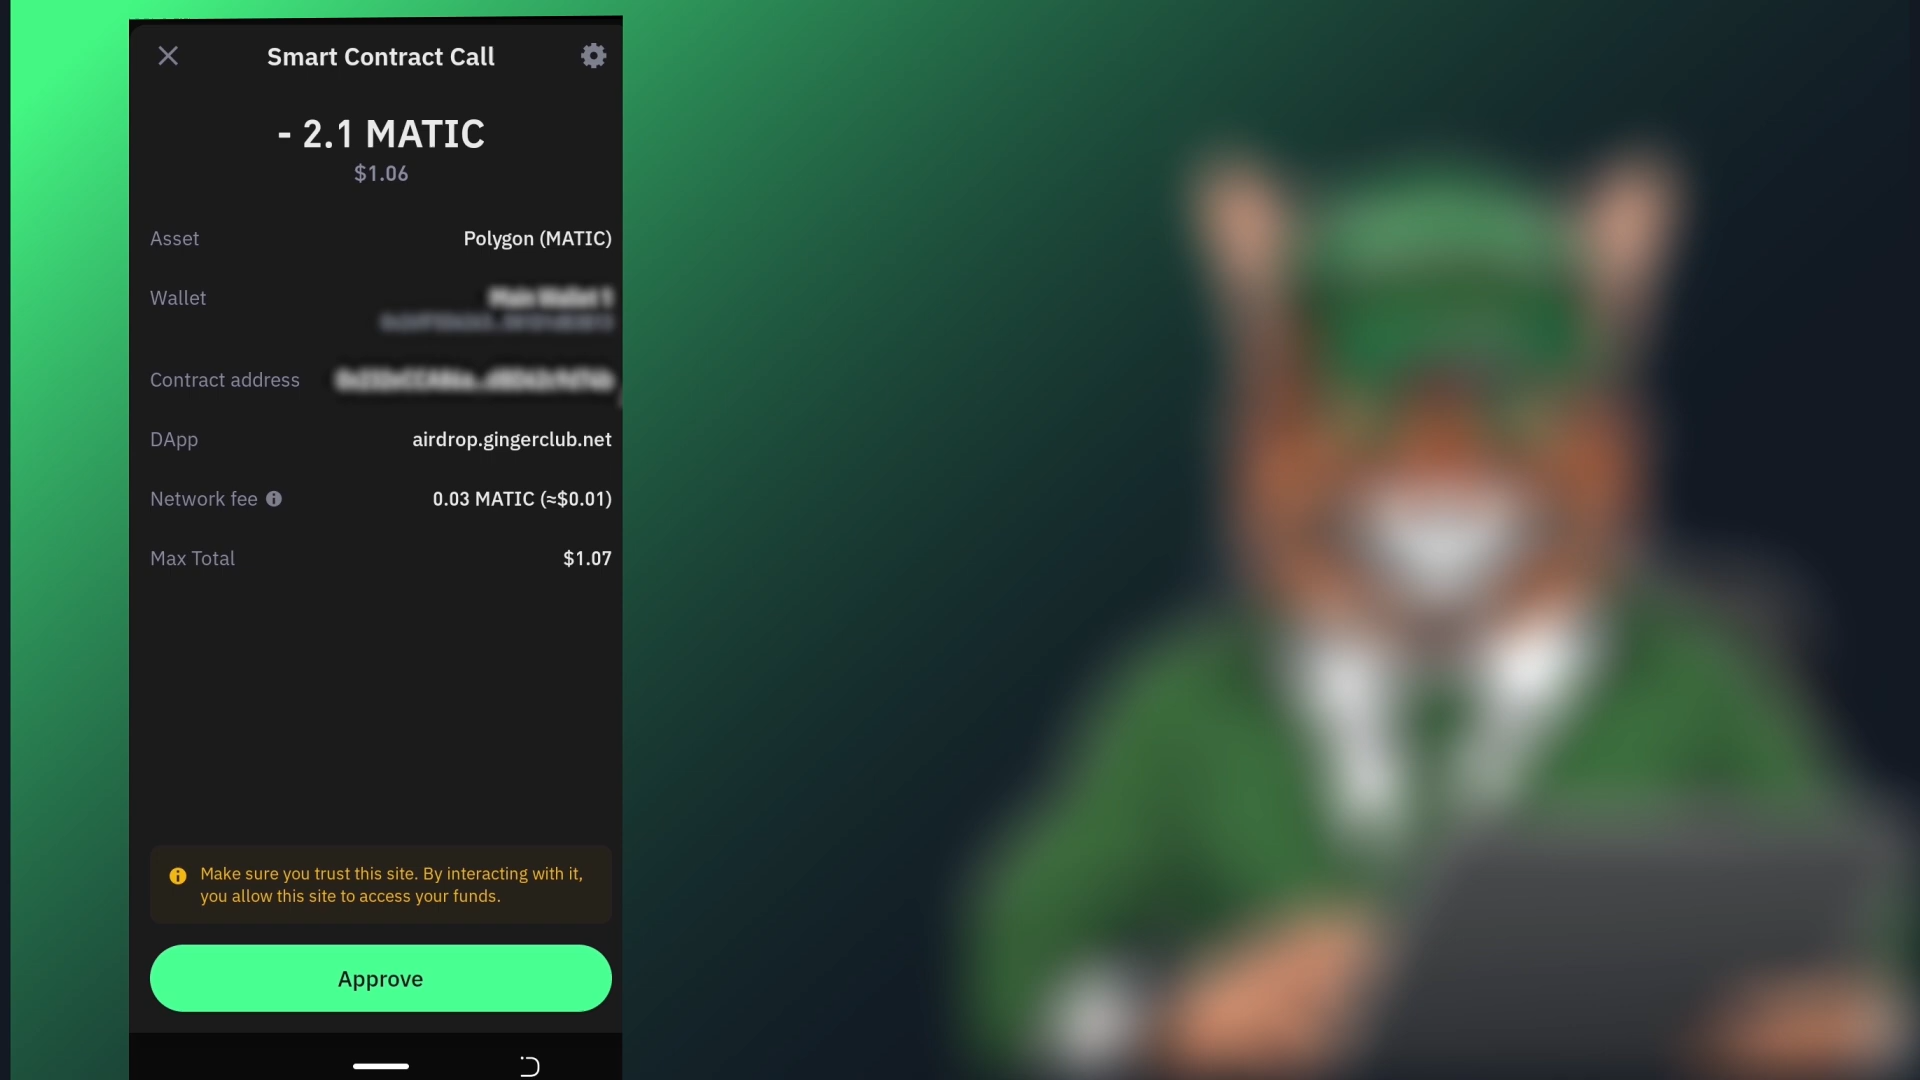 Smart Contract Call
- 2.1 MATIC
$1.06
Asset
Polygon (MATIC)
Wallet
Contract address
DApp
airdrop.gingerclub.net
Network fee
0.03 MATIC (≈$0.01)
Max Total
$1.07
Make sure you trust this site. By interacting with it,
you allow this site to access your funds.
Approve